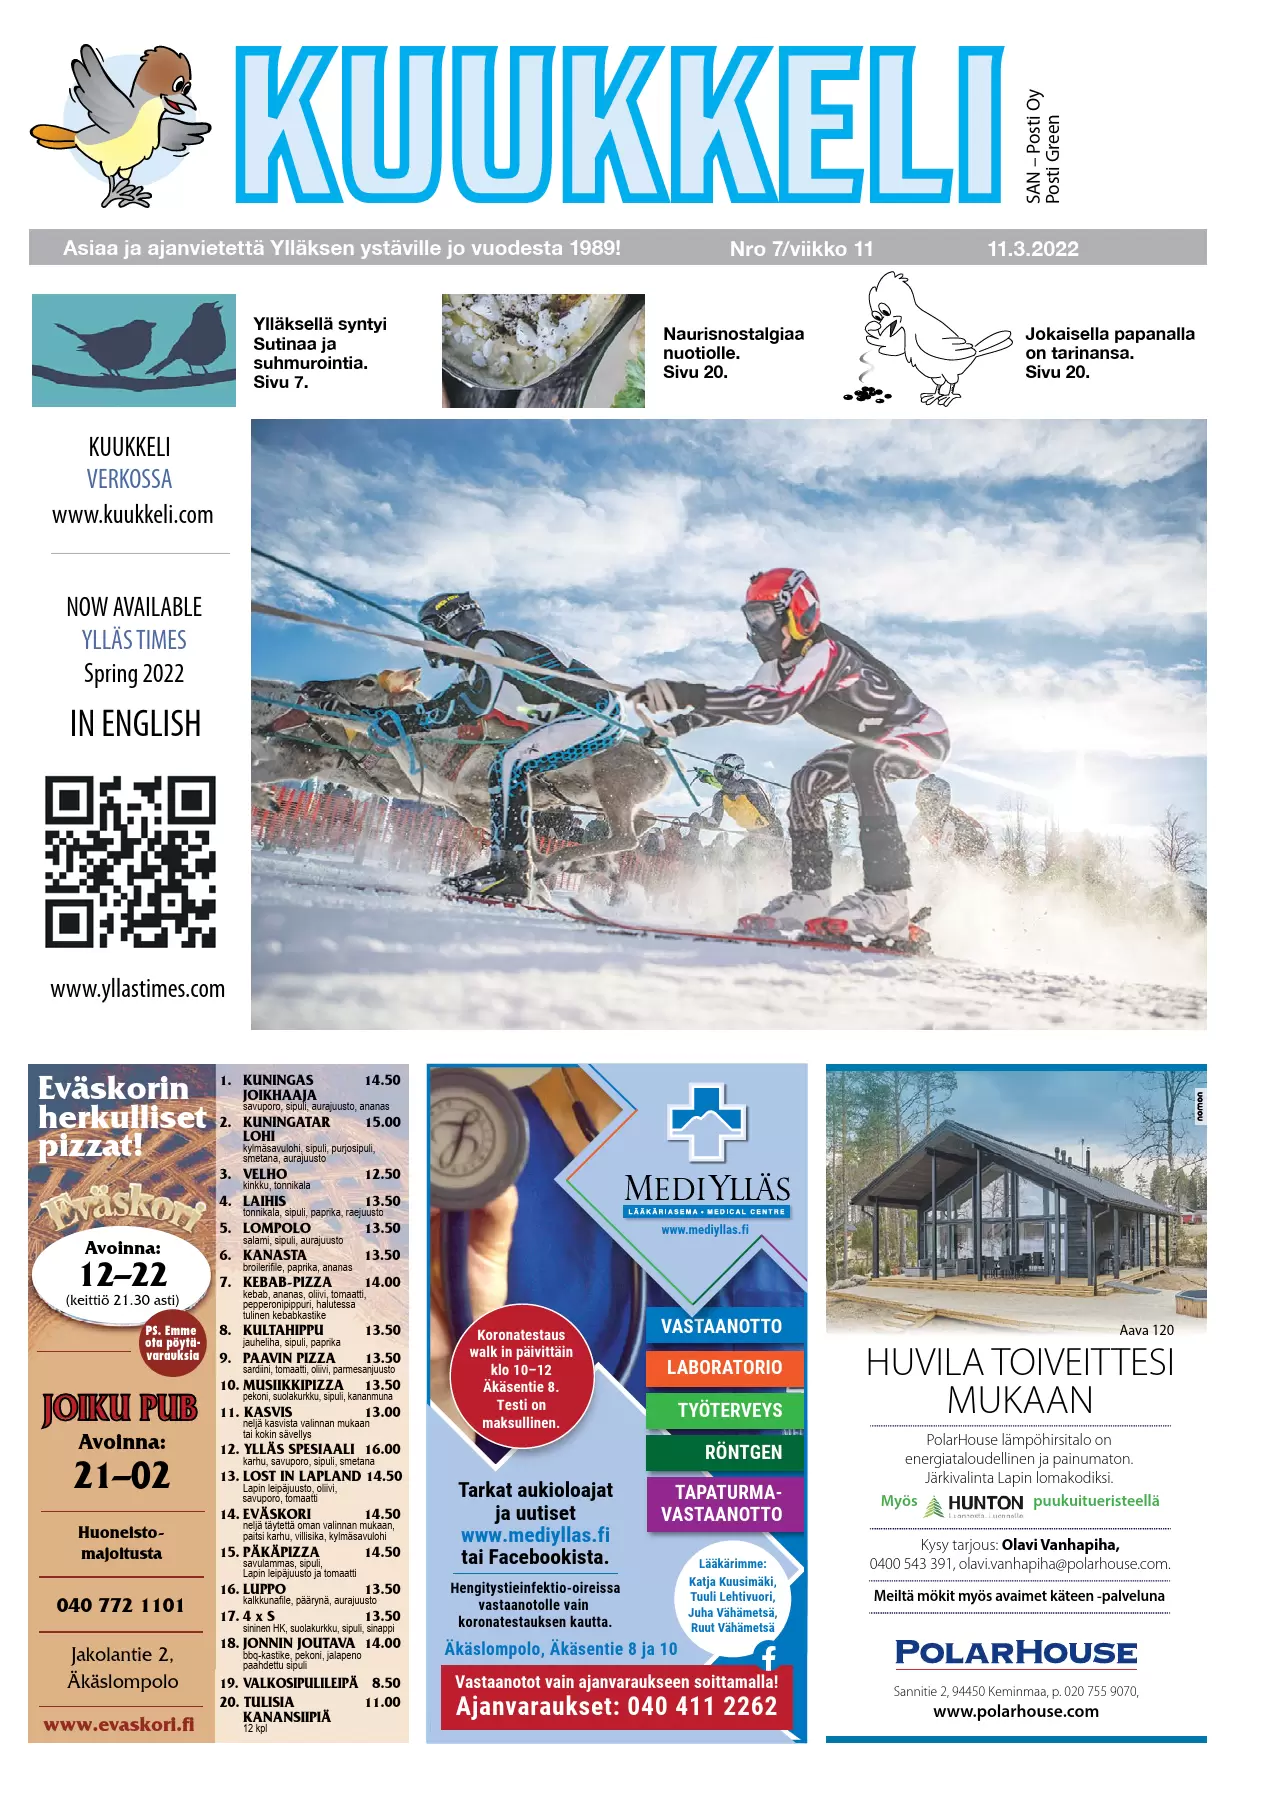 KUUKKELI
SAN – Posti Oy
Posti Green
Asiaa ja ajanvietettä Ylläksen ystäville jo vuodesta 1989!
Nro 7/viikko 11
11.3.2022
Ylläksellä syntyi
Sutinaa ja
suhmurointia.
Sivu 7.
Naurisnostalgiaa
nuotiolle.
Sivu 20.
Jokaisella papanalla
on tarinansa.
Sivu 20.
KUUKKELI
VERKOSSA
www.kuukkeli.com
NOW AVAILABLE
YLLÄS TIMES
Spring 2022
IN ENGLISH
www.yllastimes.com
Eväskorin
herkulliset
pizzat!
Eväskori
Avoinna:
12–22
(keittiö 21.30 asti)
PS. Emme
ota pöytä-
varauksia
JOIKU PUB
Avoinna:
21–02
Huoneisto-
majoitusta
040 772 1101
Jakolantie 2,
Äkäslompolo
www.evaskori.fi
1. KUNINGAS 14.50
JOIKHAAJA
savuporo, sipuli, aurajuusto, ananas
2. KUNINGATAR 15.00
LOHI
kylmäsavulohi, sipuli, purjosipuli,
smetana, aurajuusto
3. VELHO 12.50
kinkku, tonnikala
4. LAIHIS 13.50
tonnikala, sipuli, paprika, raejuusto
5. LOMPOLO 13.50
salami, sipuli, aurajuusto
6. KANASTA 13.50
broilerifile, paprika, ananas
7. KEBAB-PIZZA 14.00
kebab, ananas, oliivi, tomaatti,
pepperonipippuri, halutessa
tulinen kebabkastike
8. KULTAHIPPU 13.50
jauheliha, sipuli, paprika
9. PAAVIN PIZZA 13.50
sardiini, tomaatti, oliivi, parmesanjuusto
10. MUSIIKKIPIZZA 13.50
pekoni, suolakurkku, sipuli, kananmuna
11. KASVIS 13.00
neljä kasvista valinnan mukaan
tai kokin sävellys
12. YLLÄS SPESIAALI 16.00
karhu, savuporo, sipuli, smetana
13. LOST IN LAPLAND 14.50
Lapin leipäjuusto, oliivi,
savuporo, tomaatti
14. EVÄSKORI 14.50
neljä täytettä oman valinnan mukaan,
paitsi karhu, villisika, kylmäsavulohi
15. PÄKÄPIZZA 14.50
savulammas, sipuli,
Lapin leipäjuusto ja tomaatti
16. LUPPO 13.50
kalkkunafile, päärynä, aurajuusto
17. 4 x S 13.50
sininen HK, suolakurkku, sipuli, sinappi
18. JONNIN JOUTAVA 14.00
bbq-kastike, pekoni, jalapeno
paahdettu sipuli
19. VALKOSIPULILEIPÄ 8.50
20. TULISIA 11.00
KANANSIIPIÄ
12 kpl
MEDIYLLÄS
LÄÄKÄRIASEMA • MEDICAL CENTRE
www.mediyllas.fi
Koronatestaus
walk in päivittäin
klo 10–12
Äkäsentie 8.
Testi on
maksullinen.
VASTAANOTTO
LABORATORIO
TYÖTERVEYS
RÖNTGEN
TAPATURMA-
VASTAANOTTO
Tarkat aukioloajat
ja uutiset
www.mediyllas.fi
tai Facebookista.
Hengitystieinfektio-oireissa
vastaanotolle vain
koronatestauksen kautta.
Lääkärimme:
Katja Kuusimäki,
Tuuli Lehtivuori,
Juha Vähämetsä,
Ruut Vähämetsä
Äkäslompolo, Äkäsentie 8 ja 10
Vastaanotot vain ajanvaraukseen soittamalla!
Ajanvaraukset: 040 411 2262
nomon
Aava 120
HUVILA TOIVEITTESI
MUKAAN
PolarHouse lämpöhirsitalo on
energiataloudellinen ja painumaton.
Järkivalinta Lapin lomakodiksi.
Myös HUNTON puukuitueristeellä
Luonnosta. Luonnolle.
Kysy tarjous: Olavi Vanhapiha,
0400 543 391, olavi.vanhapiha@polarhouse.com.
Meiltä mökit myös avaimet käteen -palveluna
POLARHOUSE
Sannitie 2, 94450 Keminmaa, p. 020 755 9070,
www.polarhouse.com